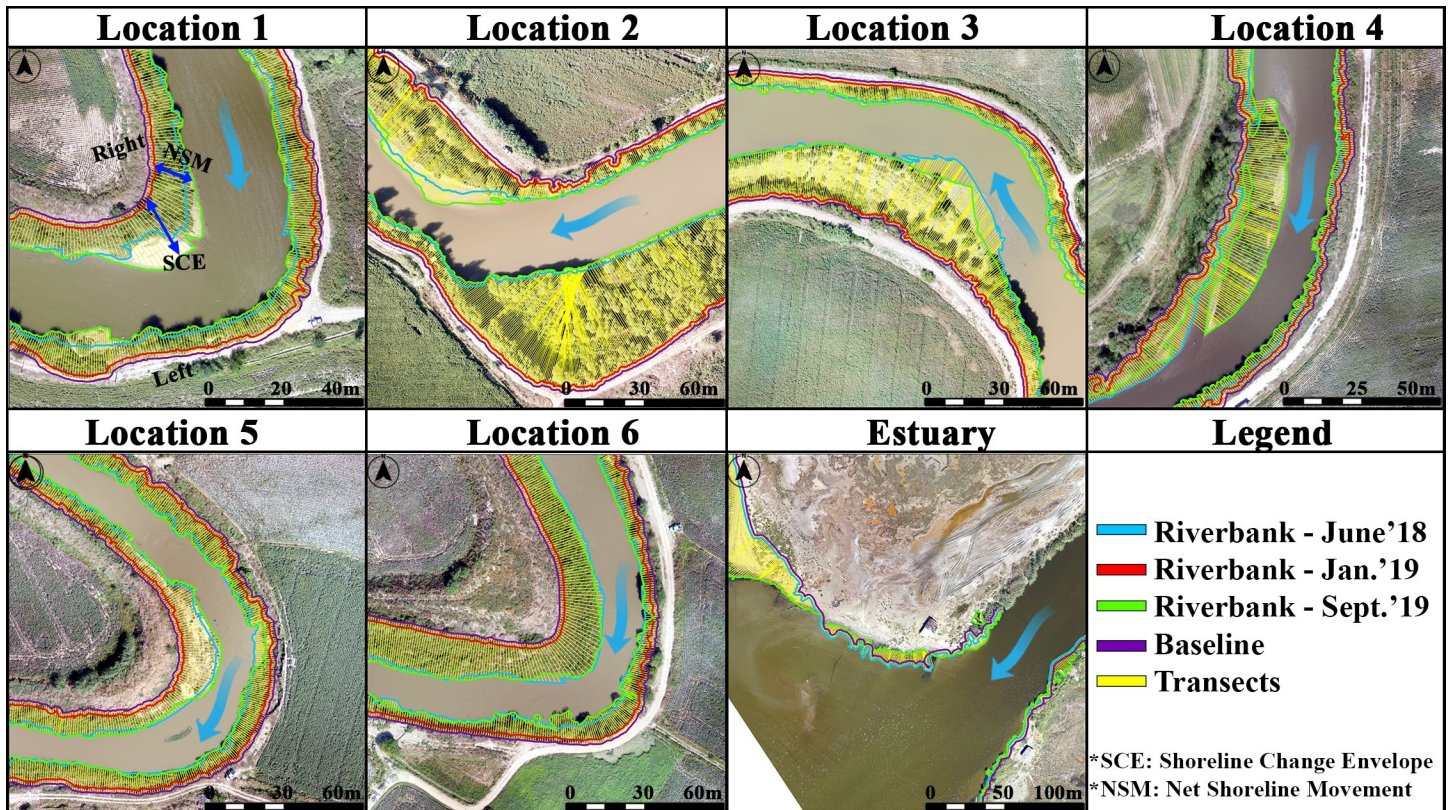 Location 1
Location 2
Location 3
Location 4
N
N
N
N
Right
NSM
SCE
Left
0 20 40m
0 30 60m
0 30 60m
0 25 50m
Location 5
Location 6
Estuary
Legend
N
N
N
Riverbank - June’18
Riverbank - Jan.’19
Riverbank - Sept.’19
Baseline
Transects
*SCE: Shoreline Change Envelope
*NSM: Net Shoreline Movement
0 30 60m
0 30 60m
0 50 100m